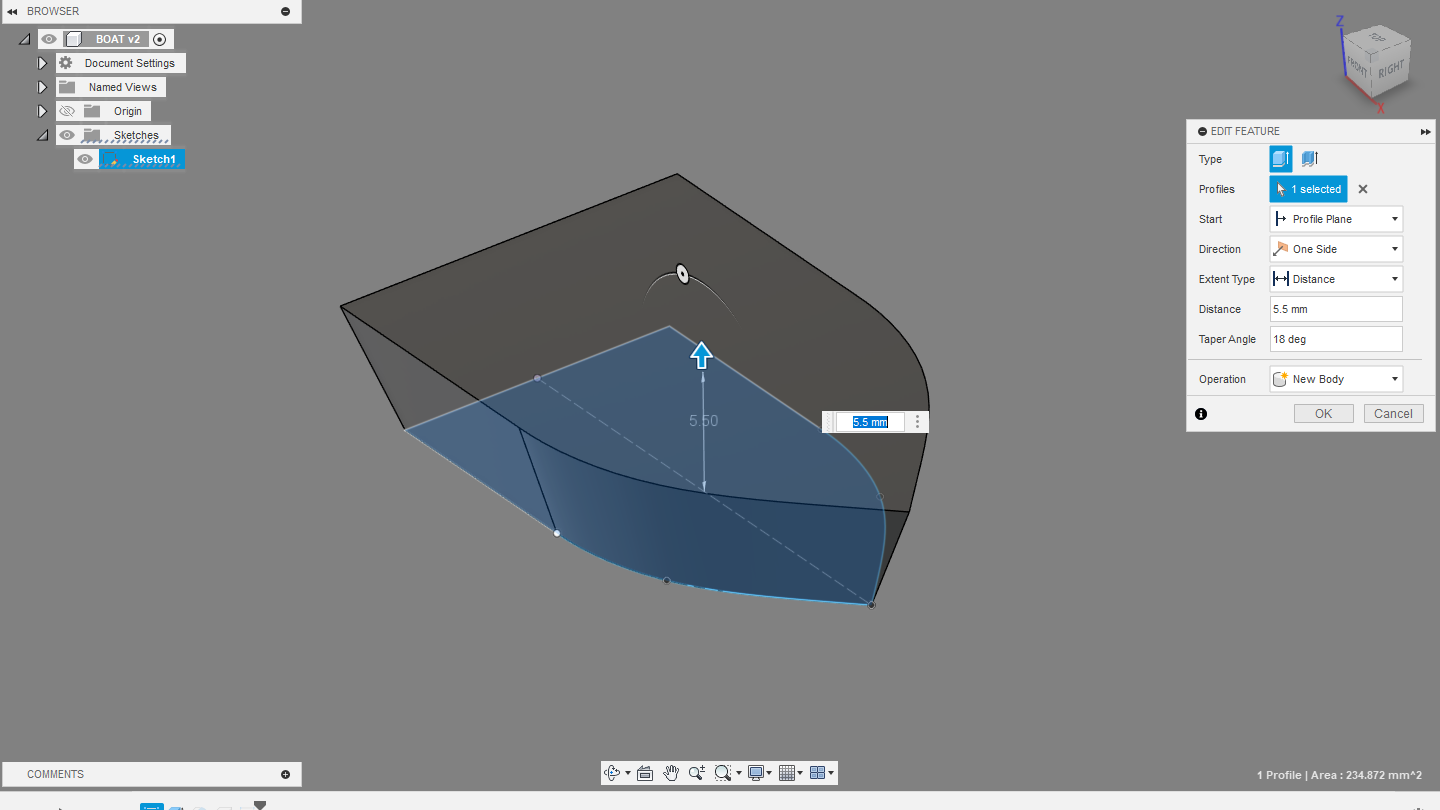 BROWSER
BOAT v2
Document Settings
Named Views
Origin
Sketches
Sketch1
Z
TOP
FRONT
RIGHT
X
EDIT FEATURE
Type
Profiles 1 selected
Start Profile Plane
Direction One Side
Extent Type Distance
Distance 5.5 mm
Taper Angle 18 deg
Operation New Body
OK Cancel
5.50
5.5 mm
COMMENTS
1 Profile | Area : 234.872 mm^2